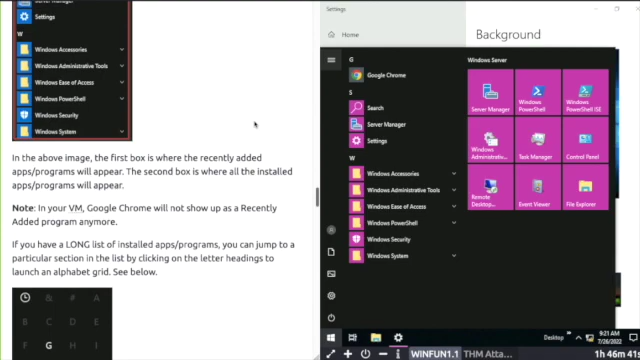 Server Manager
Settings
W
Windows Accessories
Windows Administrative Tools
Windows Ease of Access
Windows PowerShell
Windows Security
Windows System
In the above image, the first box is where the recently added
apps/programs will appear. The second box is where all the installed
apps/programs will appear.
Note: In your VM, Google Chrome will not show up as a Recently
Added program anymore.
If you have a LONG list of installed apps/programs, you can jump to a
particular section in the list by clicking on the letter headings to
launch an alphabet grid. See below.
& # A
B C D E
F G H I
Settings
Home
Background
G
Google Chrome
S
Search
Server Manager
Settings
W
Windows Accessories
Windows Administrative Tools
Windows Ease of Access
Windows PowerShell
Windows Security
Windows System
Windows Server
Server Manager
Windows PowerShell
Windows PowerShell ISE
Windows Administrativ...
Task Manager
Control Panel
Remote Desktop...
Event Viewer
File Explorer
Desktop
9:21 AM
7/26/2022
WINFUN1.1 THM Atta...
1h 46m 41